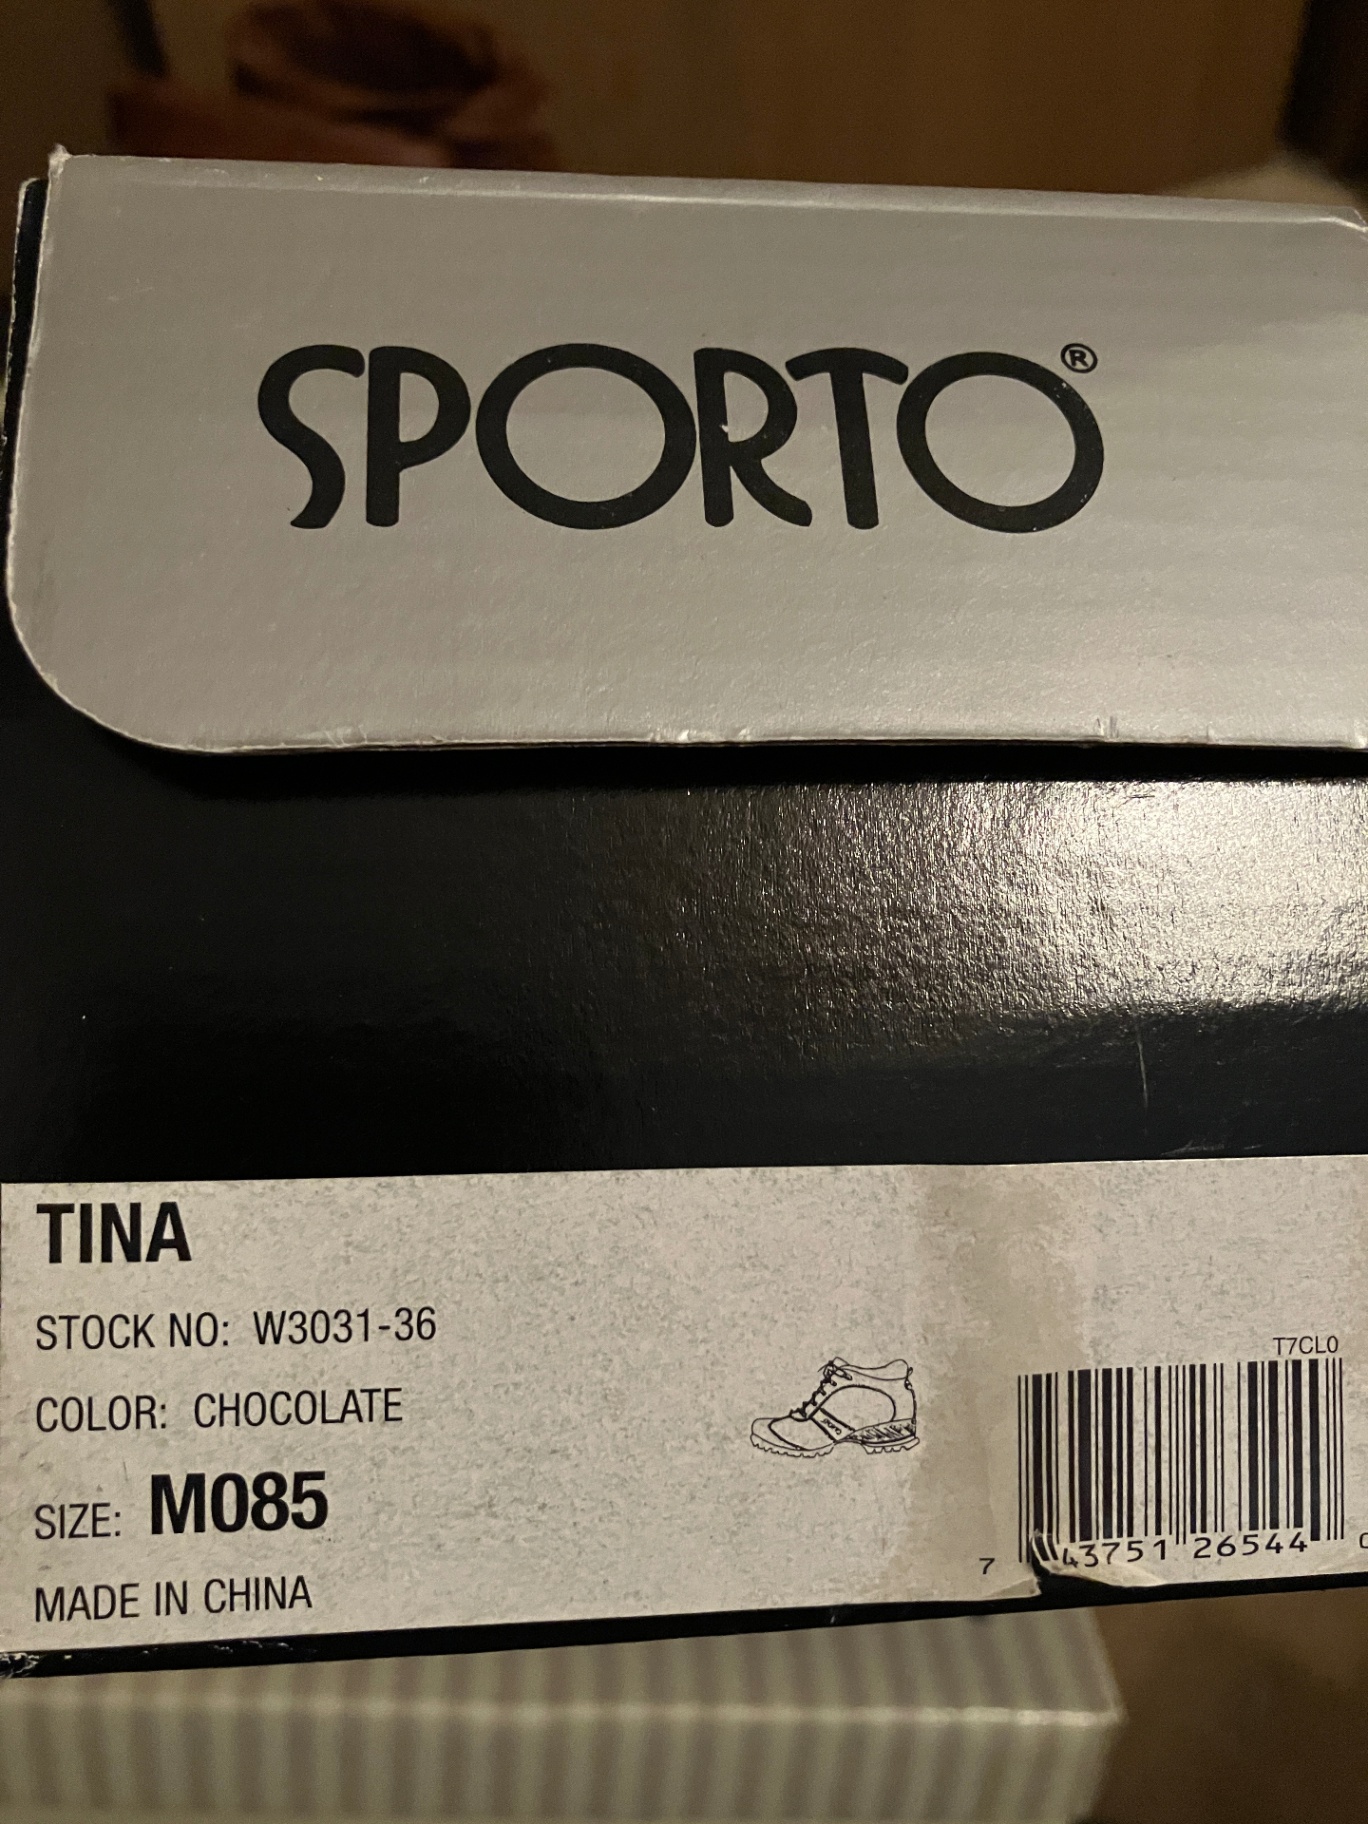 SPORTO®
TINA
STOCK NO: W3031-36
COLOR: CHOCOLATE
SIZE: M085
MADE IN CHINA
T7CL0
7 43751 26544